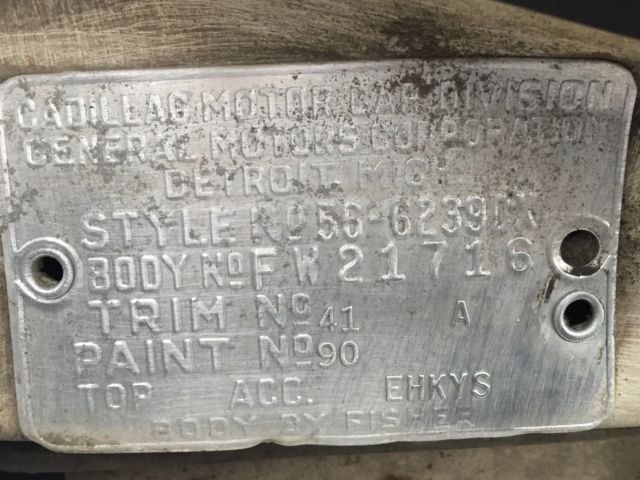 CADILLAC MOTOR CAR DIVISION
GENERAL MOTORS CORPORATION
DETROIT MICH.
STYLE NO 56-6239DX
BODY NO FW 21716
TRIM NO 41 A
PAINT NO 90
TOP ACC. EHKYS
BODY BY FISHER